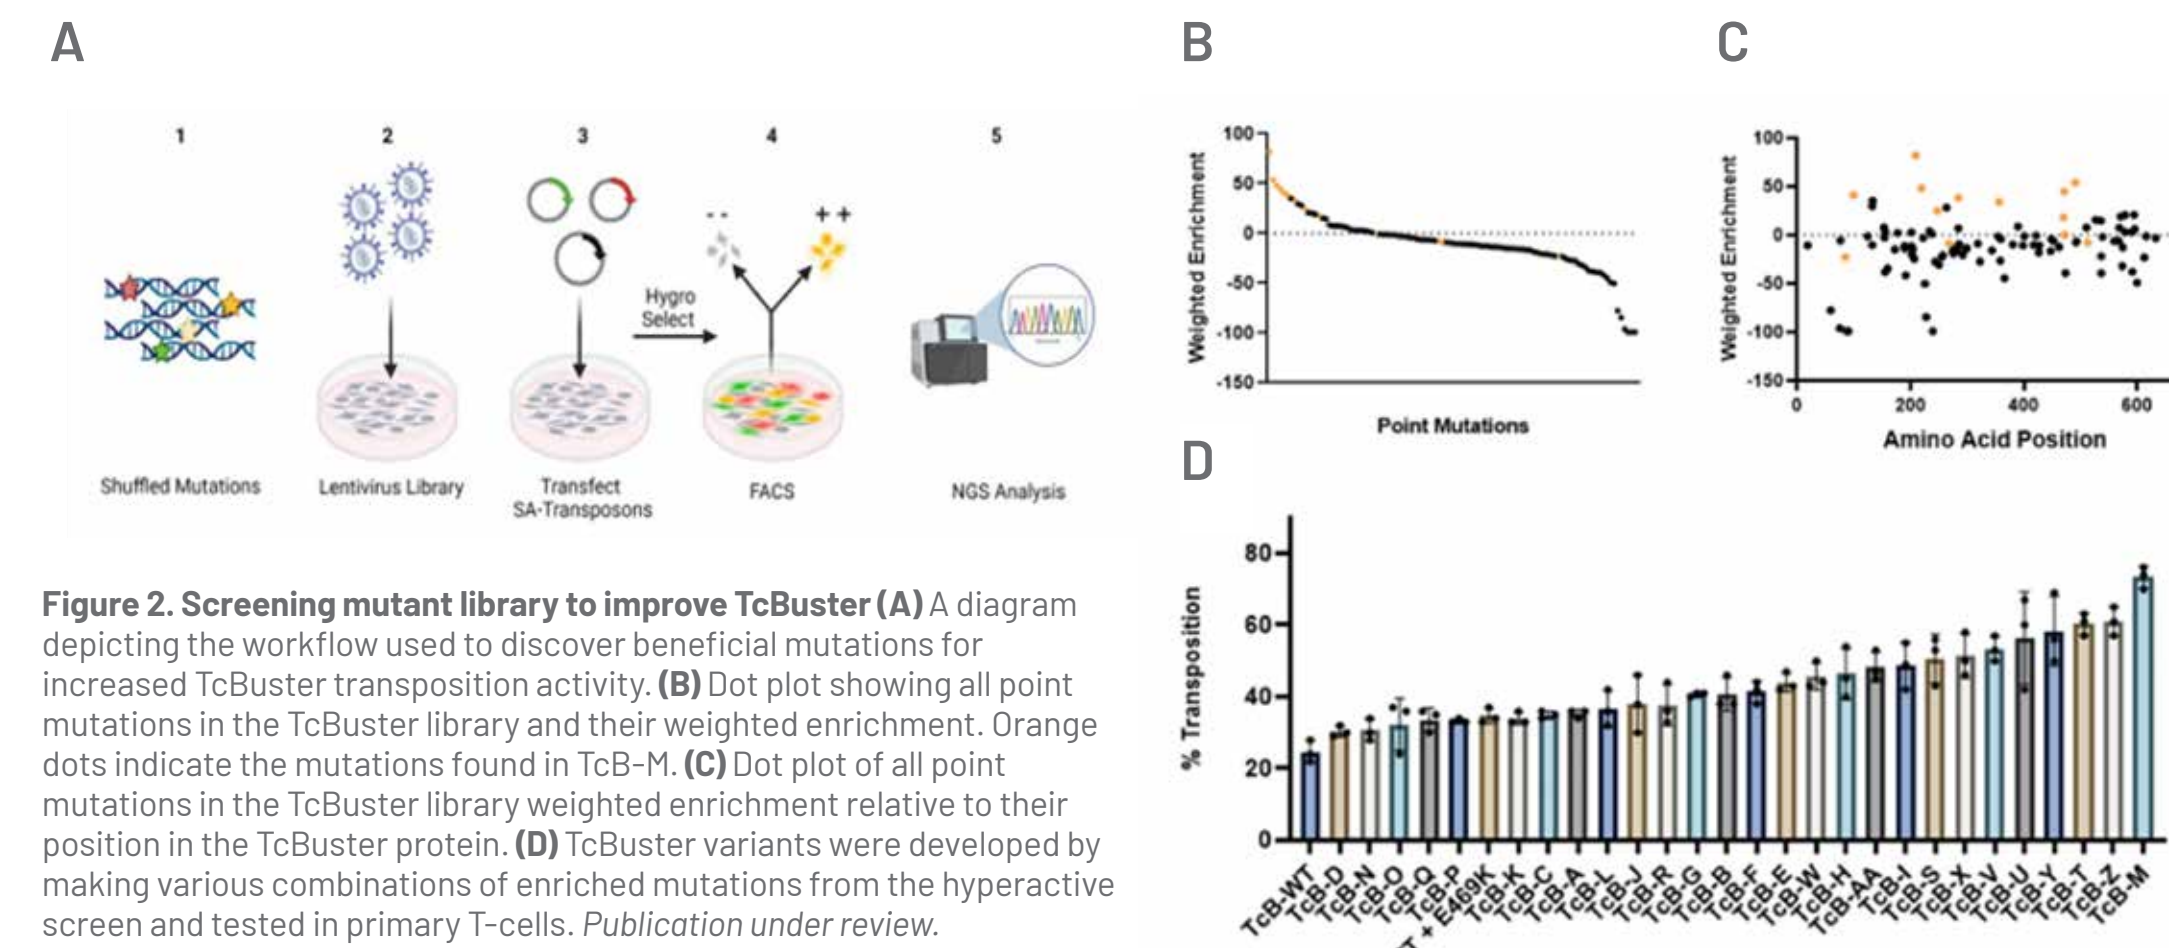 A
1 2 3 4 5
-- ++
Hygro
Select
Shuffled Mutations
Lentivirus Library
Transfect
SA-Transposons
FACS
NGS Analysis
Figure 2. Screening mutant library to improve TcBuster (A) A diagram
depicting the workflow used to discover beneficial mutations for
increased TcBuster transposition activity. (B) Dot plot showing all point
mutations in the TcBuster library and their weighted enrichment. Orange
dots indicate the mutations found in TcB-M. (C) Dot plot of all point
mutations in the TcBuster library weighted enrichment relative to their
position in the TcBuster protein. (D) TcBuster variants were developed by
making various combinations of enriched mutations from the hyperactive
screen and tested in primary T-cells. Publication under review.
B
Weighted Enrichment
100
50
0
-50
-100
-150
Point Mutations
C
Weighted Enrichment
100
50
0
-50
-100
-150
0 200 400 600
Amino Acid Position
D
% Transposition
80
60
40
20
0
TcB-WT
TcB-D
TcB-N
TcB-O
TcB-Q
TcB-P
T + E469K
TcB-K
TcB-C
TcB-A
TcB-L
TcB-J
TcB-R
TcB-G
TcB-B
TcB-F
TcB-E
TcB-W
TcB-H
TcB-AA
TcB-I
TcB-S
TcB-X
TcB-V
TcB-U
TcB-Y
TcB-T
TcB-Z
TcB-M